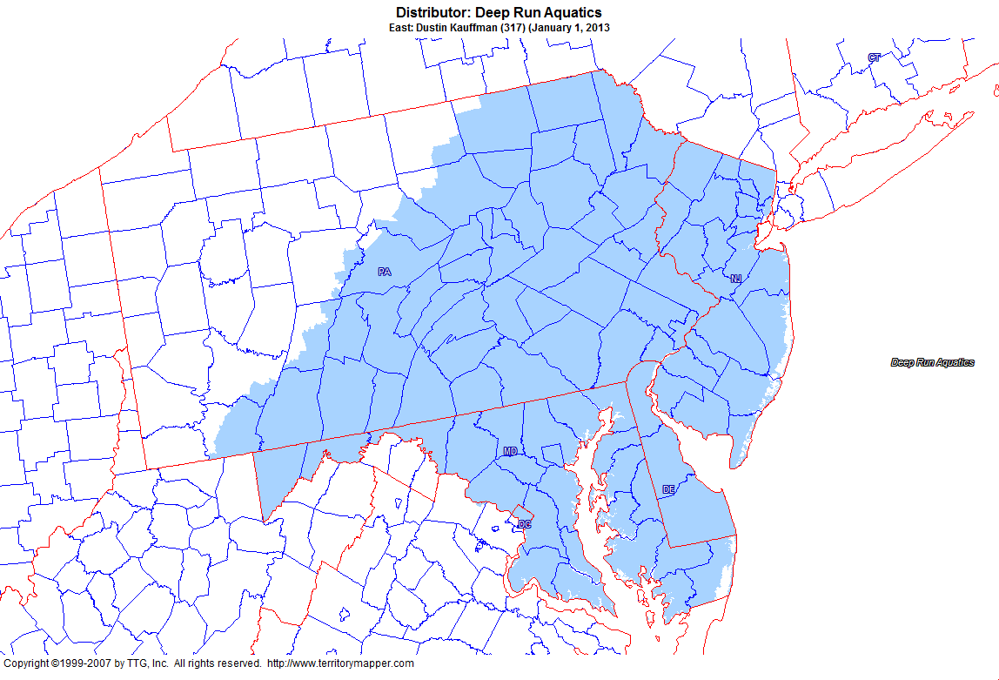 Distributor: Deep Run Aquatics
East: Dustin Kauffman (317) (January 1, 2013
CT
PA
NJ
Deep Run Aquatics
MD
DE
DC
Copyright ©1999-2007 by TTG, Inc. All rights reserved. http://www.territorymapper.com